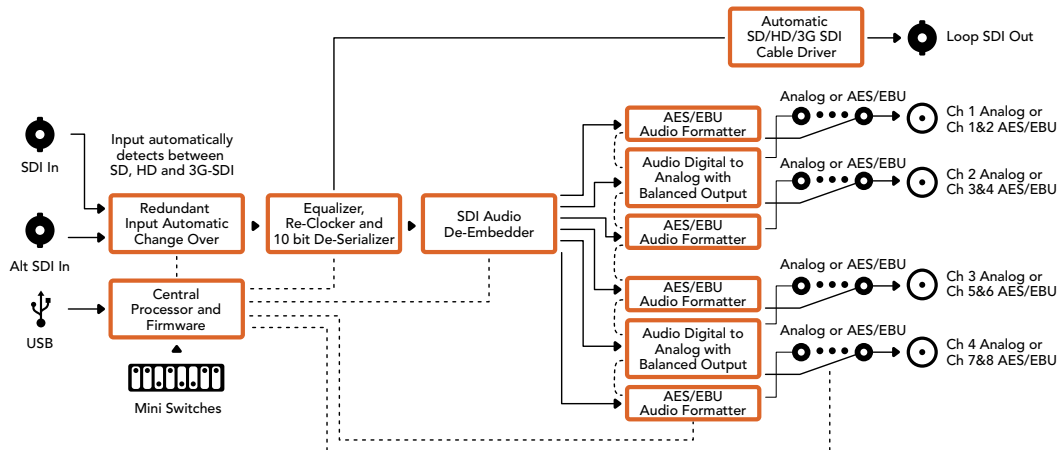 Automatic
SD/HD/3G SDI
Cable Driver
Loop SDI Out
SDI In
Input automatically
detects between
SD, HD and 3G-SDI
Alt SDI In
Redundant
Input Automatic
Change Over
Equalizer,
Re-Clocker and
10 bit De-Serializer
SDI Audio
De-Embedder
USB
Central
Processor and
Firmware
Mini Switches
AES/EBU
Audio Formatter
Audio Digital to
Analog with
Balanced Output
AES/EBU
Audio Formatter
AES/EBU
Audio Formatter
Audio Digital to
Analog with
Balanced Output
AES/EBU
Audio Formatter
Analog or AES/EBU
Ch 1 Analog or
Ch 1&2 AES/EBU
Analog or AES/EBU
Ch 2 Analog or
Ch 3&4 AES/EBU
Analog or AES/EBU
Ch 3 Analog or
Ch 5&6 AES/EBU
Analog or AES/EBU
Ch 4 Analog or
Ch 7&8 AES/EBU